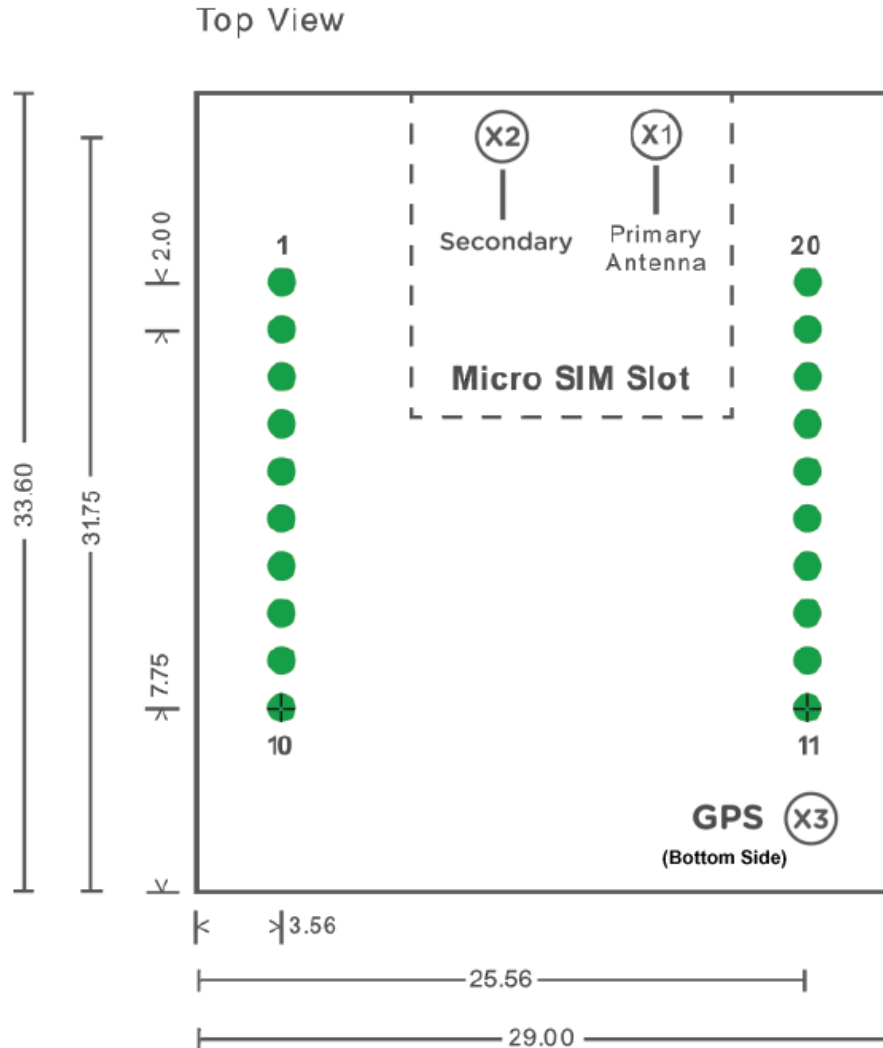 Top View
X2
X1
Secondary
Primary
Antenna
2.00
1
20
Micro SIM Slot
33.60
31.75
7.75
10
11
GPS
X3
(Bottom Side)
3.56
25.56
29.00